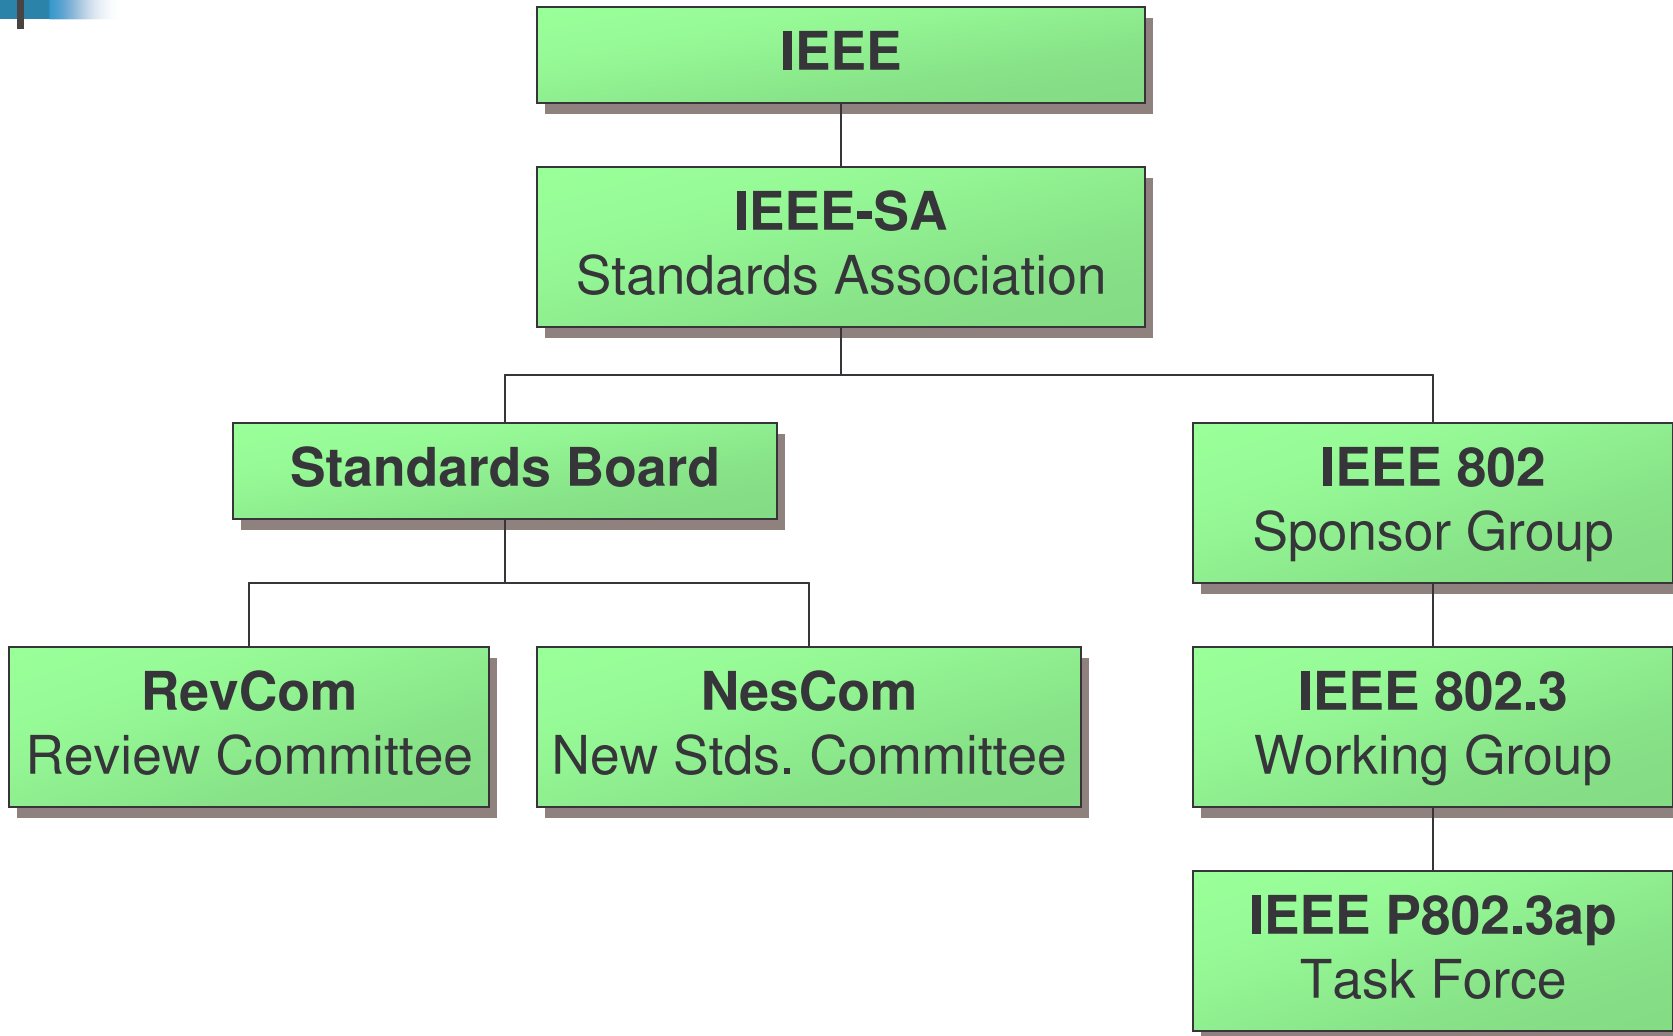 IEEE
IEEE-SA
Standards Association
Standards Board
IEEE 802
Sponsor Group
RevCom
Review Committee
NesCom
New Stds. Committee
IEEE 802.3
Working Group
IEEE P802.3ap
Task Force